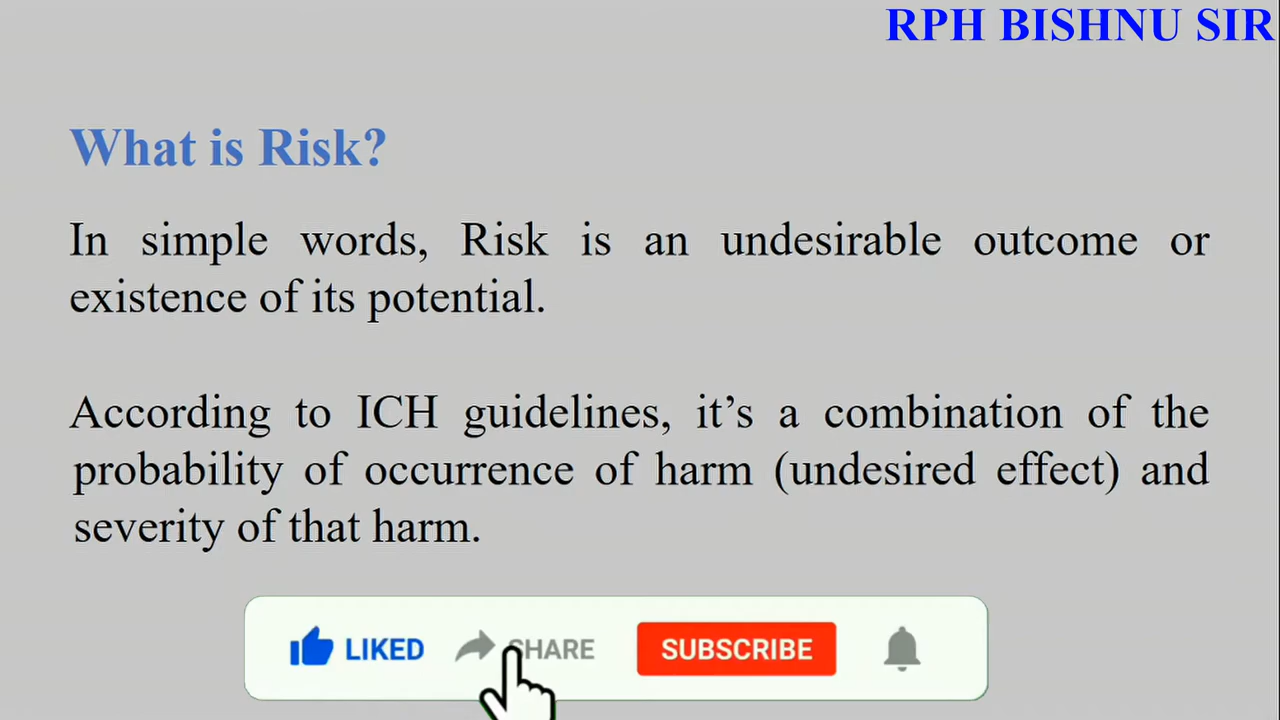 RPH BISHNU SIR
What is Risk?
In simple words, Risk is an undesirable outcome or
existence of its potential.
According to ICH guidelines, it’s a combination of the
probability of occurrence of harm (undesired effect) and
severity of that harm.
LIKED SHARE SUBSCRIBE